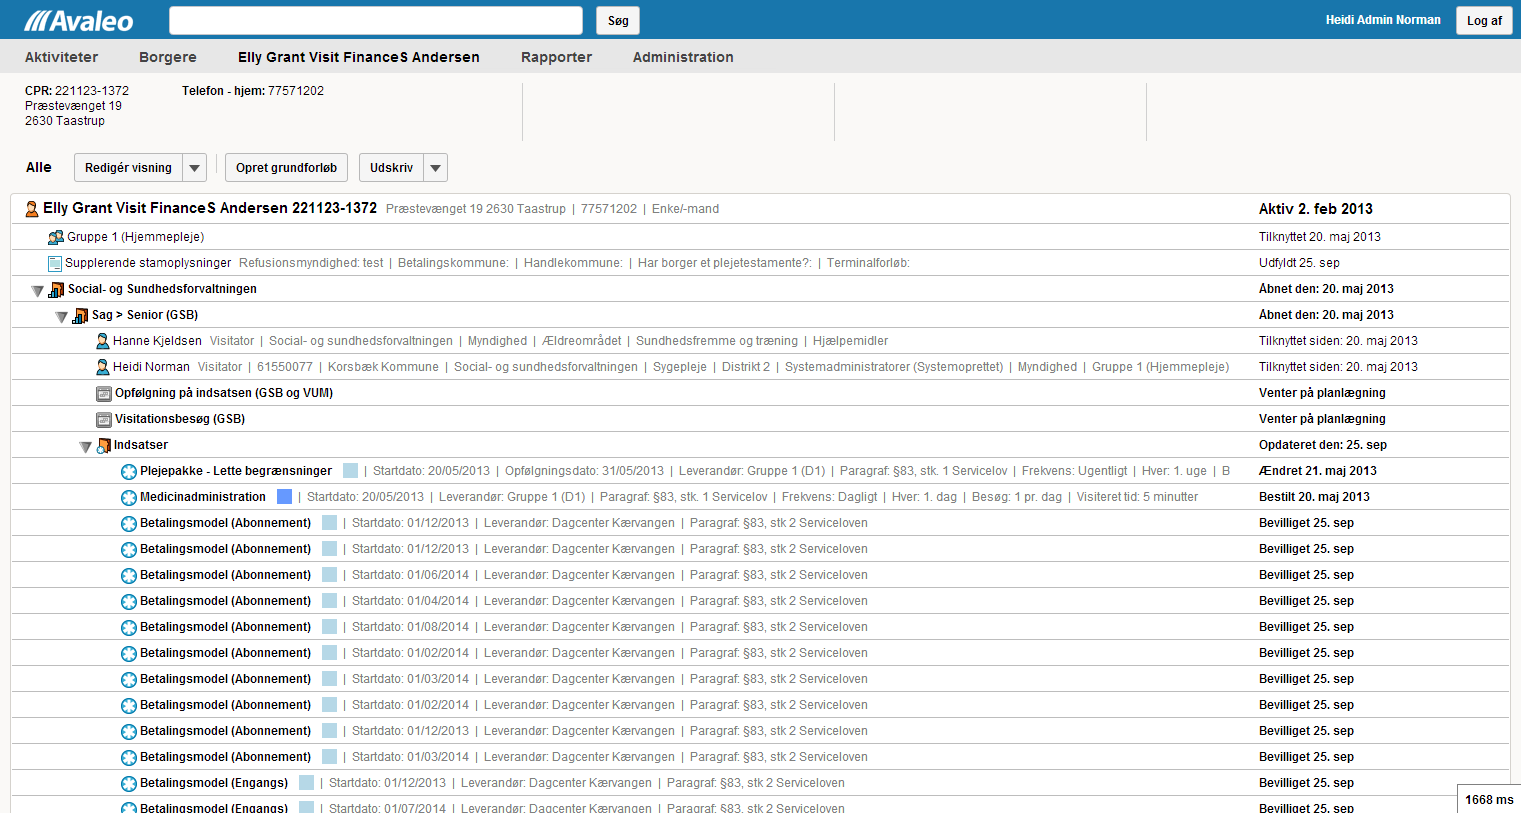 Avaleo Søg Heidi Admin Norman Log af
Aktiviteter Borgere Elly Grant Visit FinanceS Andersen Rapporter Administration
CPR: 221123-1372 Telefon - hjem: 77571202
Præstevænget 19
2630 Taastrup
Alle Redigér visning Opret grundforløb Udskriv
Elly Grant Visit FinanceS Andersen 221123-1372 Præstevænget 19 2630 Taastrup | 77571202 | Enke/-mand Aktiv 2. feb 2013
Gruppe 1 (Hjemmepleje) Tilknyttet 20. maj 2013
Supplerende stamoplysninger Refusionsmyndighed: test | Betalingskommune: | Handlekommune: | Har borger et plejetestamente?: | Terminalforløb: Udfyldt 25. sep
Social- og Sundhedsforvaltningen Åbnet den: 20. maj 2013
Sag > Senior (GSB) Åbnet den: 20. maj 2013
Hanne Kjeldsen Visitator | Social- og sundhedsforvaltningen | Myndighed | Ældreområdet | Sundhedsfremme og træning | Hjælpemidler Tilknyttet siden: 20. maj 2013
Heidi Norman Visitator | 61550077 | Korsbæk Kommune | Social- og sundhedsforvaltningen | Sygepleje | Distrikt 2 | Systemadministratorer (Systemoprettet) | Myndighed | Gruppe 1 (Hjemmepleje) Tilknyttet siden: 20. maj 2013
Opfølgning på indsatsen (GSB og VUM) Venter på planlægning
Visitationsbesøg (GSB) Venter på planlægning
Indsatser Opdateret den: 25. sep
Plejepakke - Lette begrænsninger | Startdato: 20/05/2013 | Opfølgningsdato: 31/05/2013 | Leverandør: Gruppe 1 (D1) | Paragraf: §83, stk. 1 Servicelov | Frekvens: Ugentligt | Hver: 1. uge | B Ændret 21. maj 2013
Medicinadministration | Startdato: 20/05/2013 | Leverandør: Gruppe 1 (D1) | Paragraf: §83, stk. 1 Servicelov | Frekvens: Dagligt | Hver: 1. dag | Besøg: 1 pr. dag | Visiteret tid: 5 minutter Bestilt 20. maj 2013
Betalingsmodel (Abonnement) | Startdato: 01/12/2013 | Leverandør: Dagcenter Kærvangen | Paragraf: §83, stk 2 Serviceloven Bevilliget 25. sep
Betalingsmodel (Abonnement) | Startdato: 01/12/2013 | Leverandør: Dagcenter Kærvangen | Paragraf: §83, stk 2 Serviceloven Bevilliget 25. sep
Betalingsmodel (Abonnement) | Startdato: 01/06/2014 | Leverandør: Dagcenter Kærvangen | Paragraf: §83, stk 2 Serviceloven Bevilliget 25. sep
Betalingsmodel (Abonnement) | Startdato: 01/04/2014 | Leverandør: Dagcenter Kærvangen | Paragraf: §83, stk 2 Serviceloven Bevilliget 25. sep
Betalingsmodel (Abonnement) | Startdato: 01/08/2014 | Leverandør: Dagcenter Kærvangen | Paragraf: §83, stk 2 Serviceloven Bevilliget 25. sep
Betalingsmodel (Abonnement) | Startdato: 01/02/2014 | Leverandør: Dagcenter Kærvangen | Paragraf: §83, stk 2 Serviceloven Bevilliget 25. sep
Betalingsmodel (Abonnement) | Startdato: 01/03/2014 | Leverandør: Dagcenter Kærvangen | Paragraf: §83, stk 2 Serviceloven Bevilliget 25. sep
Betalingsmodel (Abonnement) | Startdato: 01/02/2014 | Leverandør: Dagcenter Kærvangen | Paragraf: §83, stk 2 Serviceloven Bevilliget 25. sep
Betalingsmodel (Abonnement) | Startdato: 01/12/2013 | Leverandør: Dagcenter Kærvangen | Paragraf: §83, stk 2 Serviceloven Bevilliget 25. sep
Betalingsmodel (Abonnement) | Startdato: 01/03/2014 | Leverandør: Dagcenter Kærvangen | Paragraf: §83, stk 2 Serviceloven Bevilliget 25. sep
Betalingsmodel (Engangs) | Startdato: 01/12/2013 | Leverandør: Dagcenter Kærvangen | Paragraf: §83, stk 2 Serviceloven Bevilliget 25. sep
Betalingsmodel (Engangs) | Startdato: 01/07/2014 | Leverandør: Dagcenter Kærvangen | Paragraf: §83, stk 2 Serviceloven Bevilliget 25. sep
1668 ms